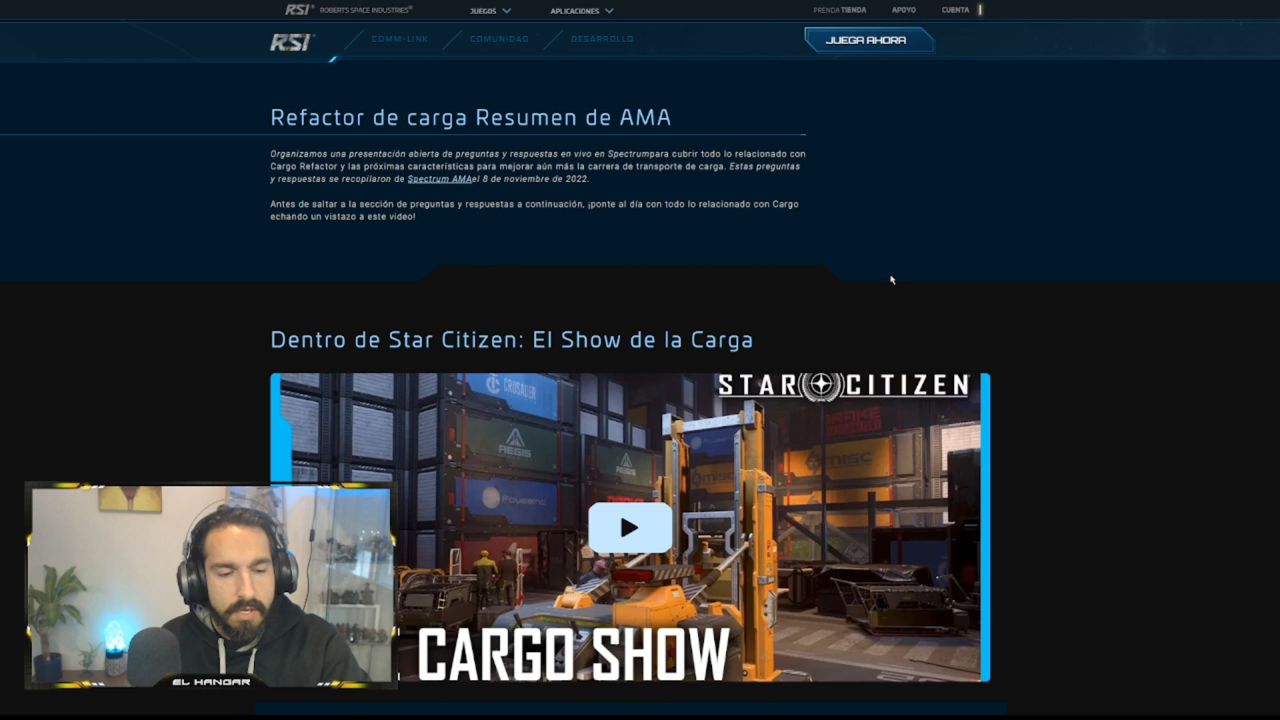 RSI ROBERTS SPACE INDUSTRIES® JUEGOS APLICACIONES PRENDA TIENDA APOYO CUENTA
RSI COMM-LINK COMUNIDAD DESARROLLO JUEGA AHORA
Refactor de carga Resumen de AMA
Organizamos una presentación abierta de preguntas y respuestas en vivo en Spectrumpara cubrir todo lo relacionado con
Cargo Refactor y las próximas características para mejorar aún más la carrera de transporte de carga. Estas preguntas
y respuestas se recopilaron de Spectrum AMAel 8 de noviembre de 2022.
Antes de saltar a la sección de preguntas y respuestas a continuación, ¡ponte al día con todo lo relacionado con Cargo
echando un vistazo a este video!
Dentro de Star Citizen: El Show de la Carga
STAR CITIZEN
CRUSADER
DRAKE
AEGIS
AEGIS
MISC
CARGO SHOW
EL HANGAR